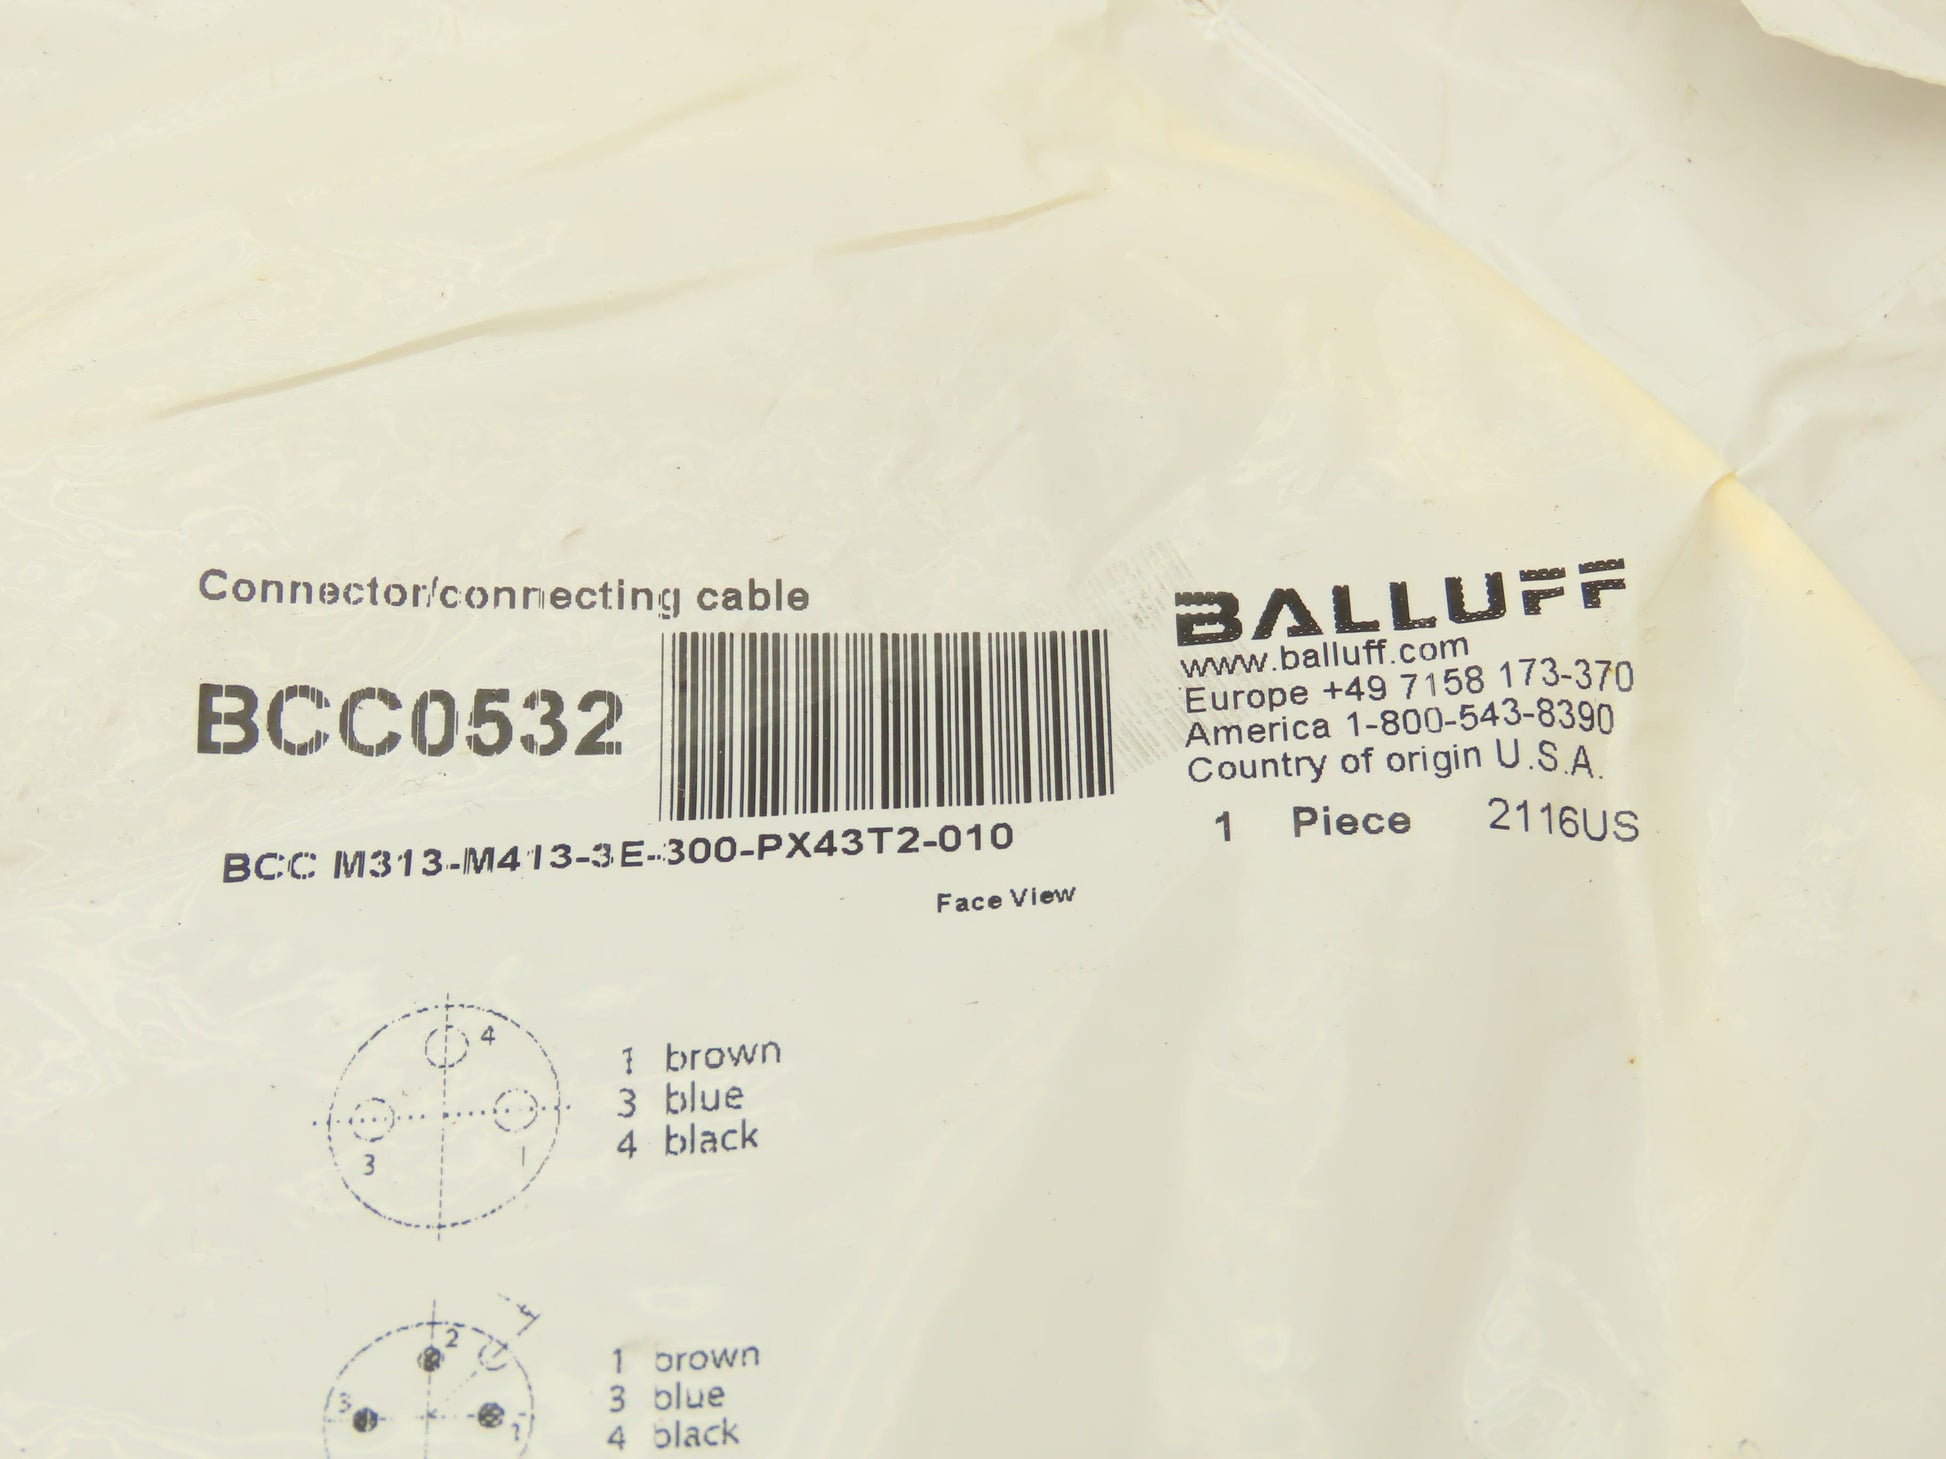 Connector/connecting cable
BCC0532
BCC M313-M413-3E-300-PX43T2-010
BALLUFF
www.balluff.com
Europe +49 7158 173-370
America 1-800-543-8390
Country of origin U.S.A.
1 Piece 2116US
Face View
4
3 1
1 brown
3 blue
4 black
2
3
1
1 brown
3 blue
4 black